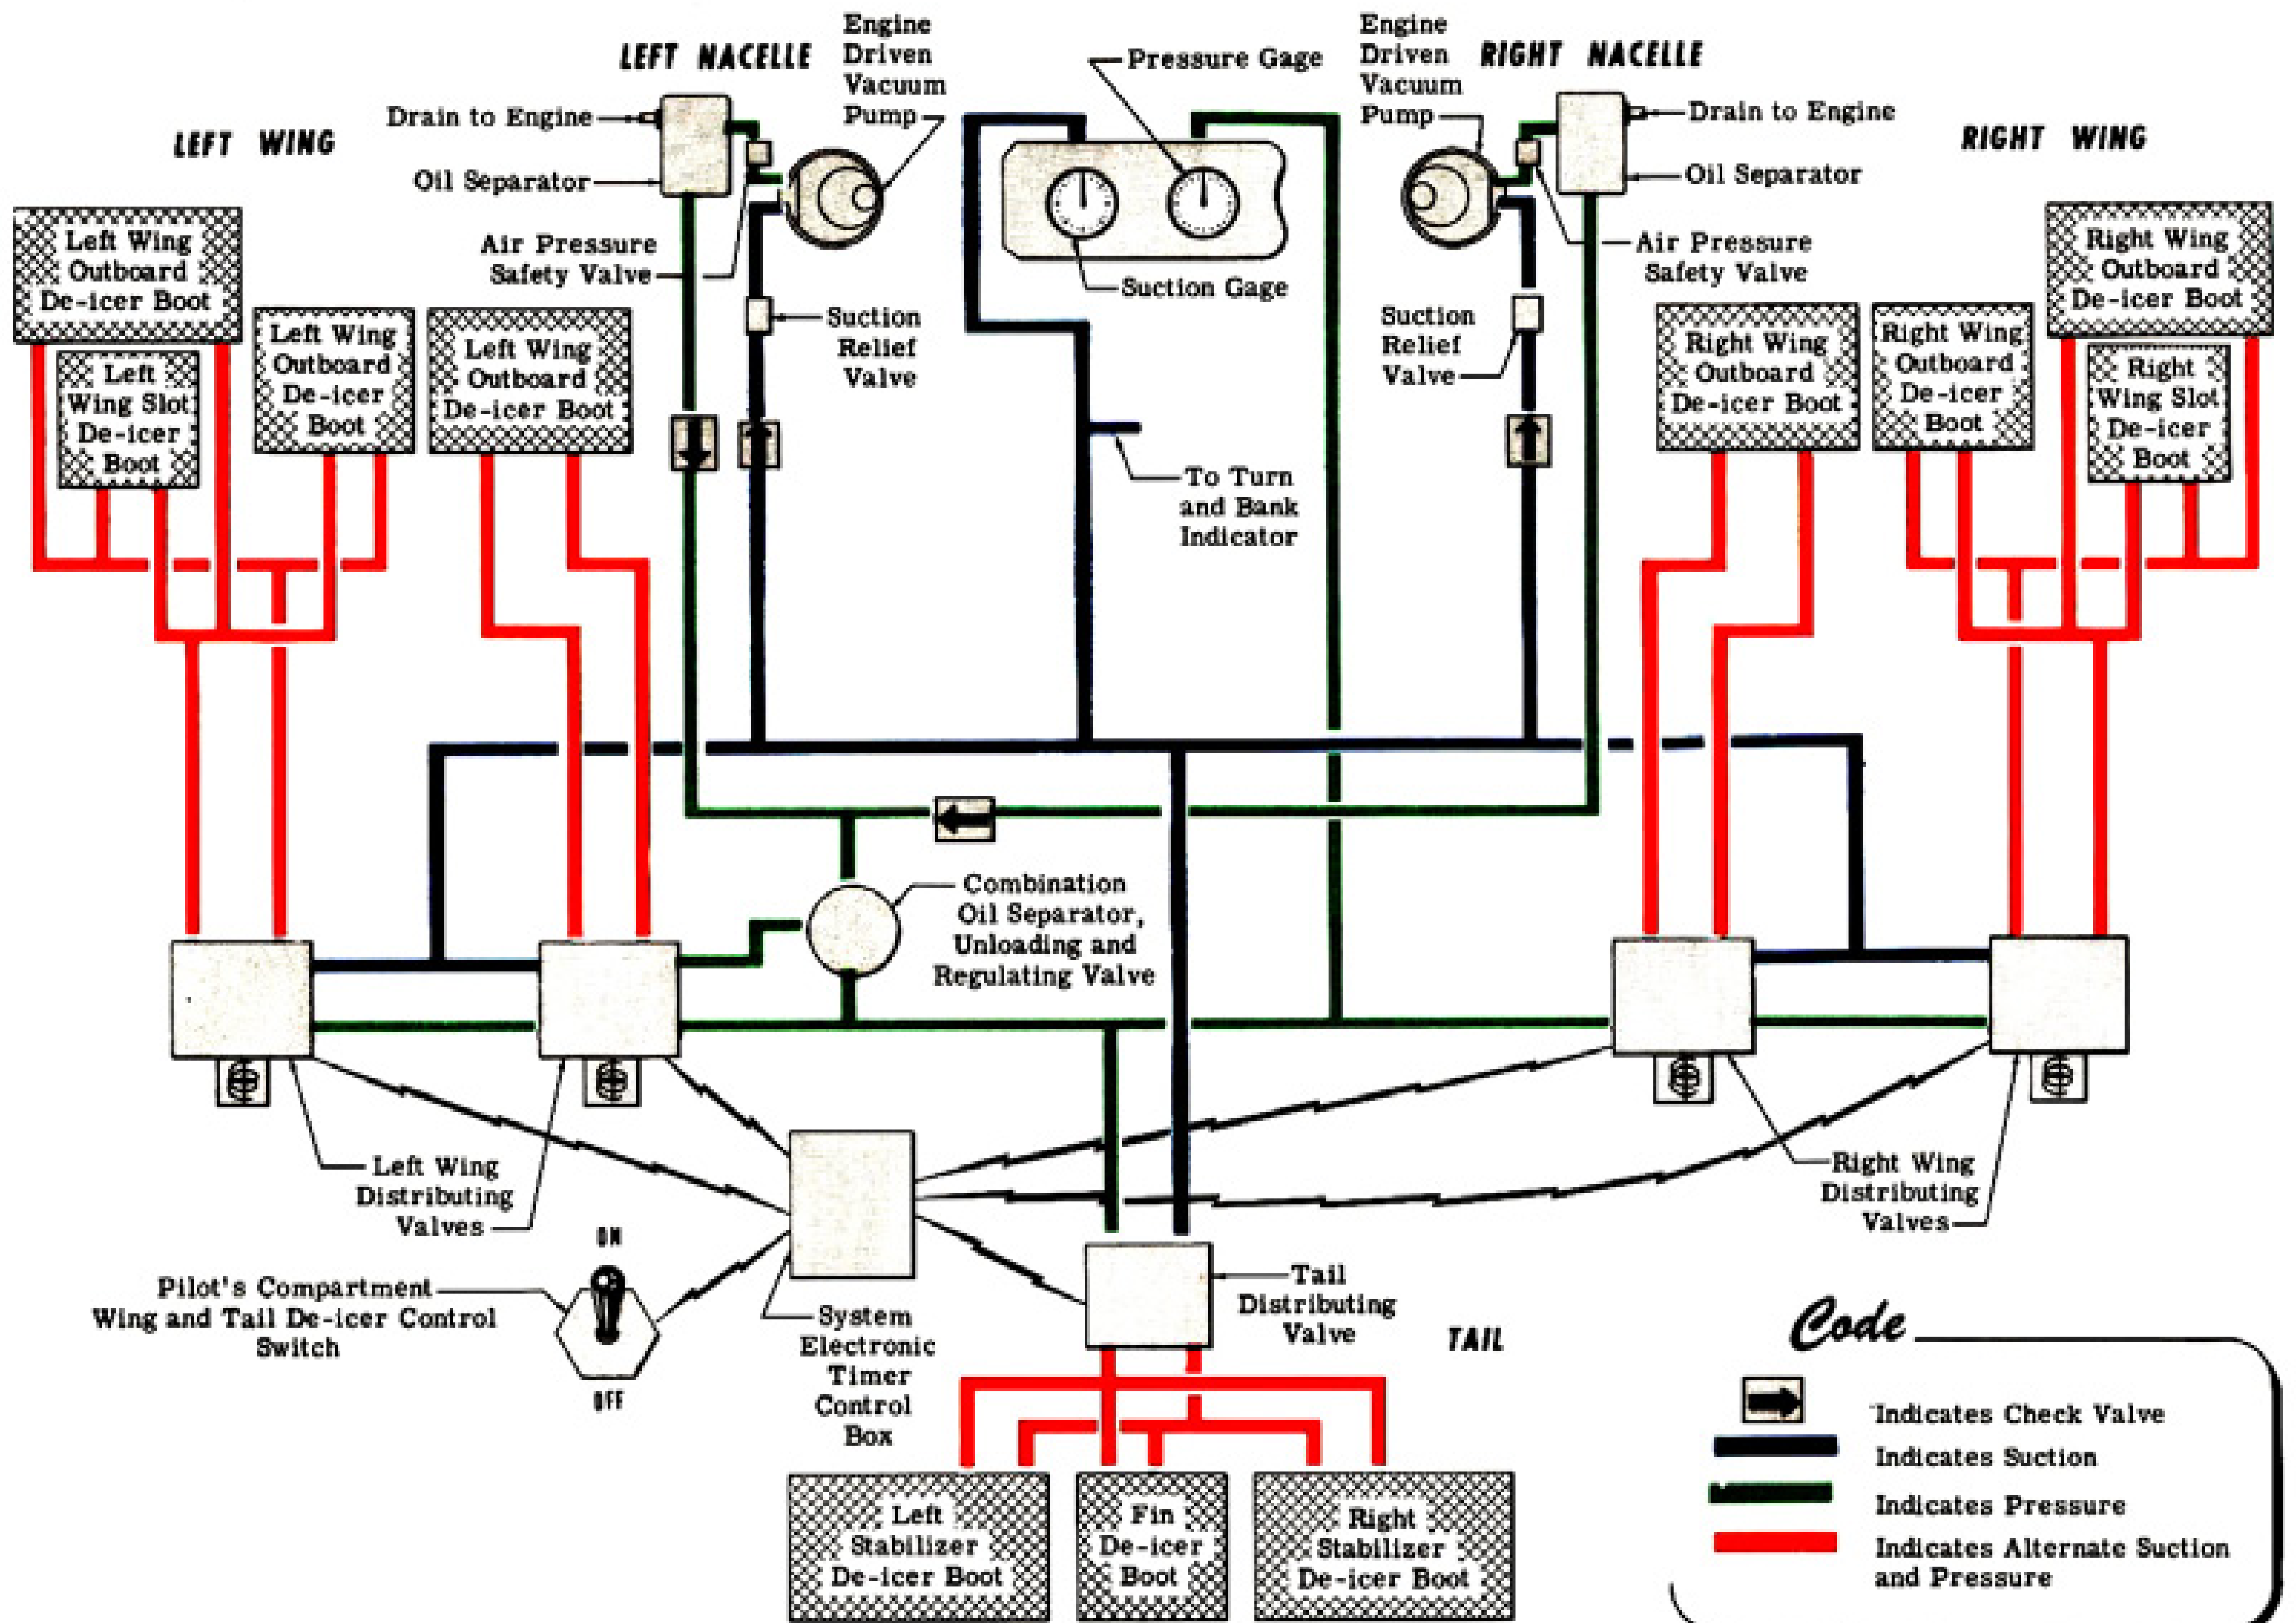 LEFT NACELLE
Engine
Driven
Vacuum
Pump
Pressure Gage
Engine
Driven
Vacuum
Pump
RIGHT NACELLE
Drain to Engine
Drain to Engine
LEFT WING
RIGHT WING
Oil Separator
Oil Separator
Air Pressure
Safety Valve
Air Pressure
Safety Valve
Suction Gage
Suction
Relief
Valve
Suction
Relief
Valve
Left Wing
Outboard
De-icer Boot
Left
Wing Slot
De-icer
Boot
Left Wing
Outboard
De-icer
Boot
Left Wing
Outboard
De-icer Boot
Right Wing
Outboard
De-icer Boot
Right Wing
Outboard
De-icer
Boot
Right Wing
Outboard
De-icer Boot
Right
Wing Slot
De-icer
Boot
To Turn
and Bank
Indicator
Combination
Oil Separator,
Unloading and
Regulating Valve
Left Wing
Distributing
Valves
Right Wing
Distributing
Valves
ON
Pilot's Compartment
Wing and Tail De-icer Control
Switch
OFF
System
Electronic
Timer
Control
Box
Tail
Distributing
Valve
TAIL
Left
Stabilizer
De-icer Boot
Fin
De-icer
Boot
Right
Stabilizer
De-icer Boot
Code
Indicates Check Valve
Indicates Suction
Indicates Pressure
Indicates Alternate Suction
and Pressure